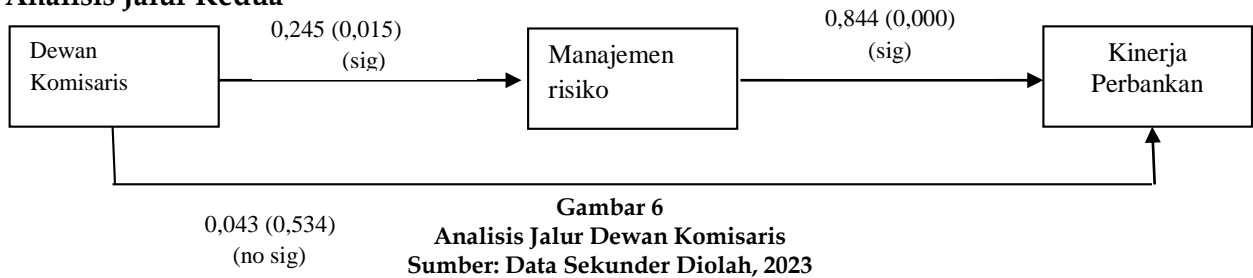 Analisis Jalur Kedua
Dewan
Komisaris
0,245 (0,015)
(sig)
Manajemen
risiko
0,844 (0,000)
(sig)
Kinerja
Perbankan
0,043 (0,534)
(no sig)
Gambar 6
Analisis Jalur Dewan Komisaris
Sumber: Data Sekunder Diolah, 2023